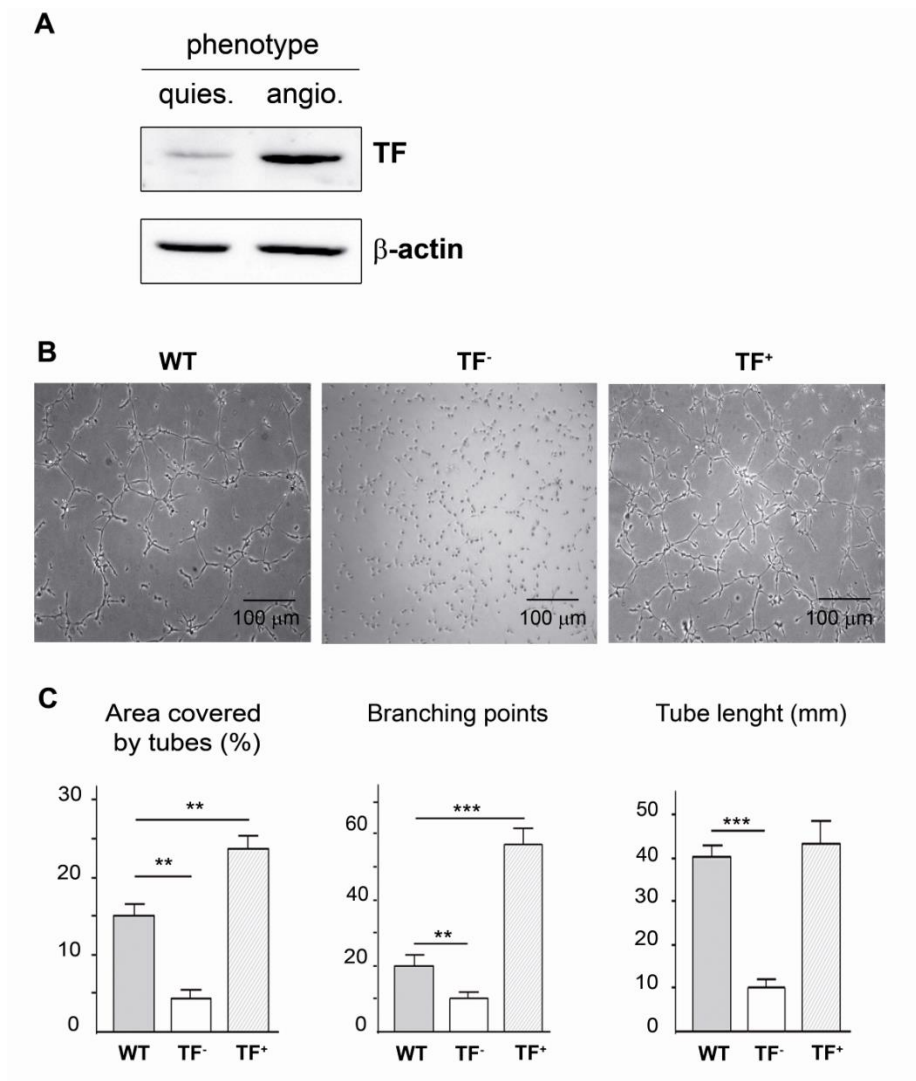 A
phenotype
quies. angio.
TF
β-actin
B
WT TF⁻ TF⁺
100 μm 100 μm 100 μm
C
Area covered
by tubes (%)
Branching points
Tube lenght (mm)
30
20
10
0
WT TF⁻ TF⁺
** **
60
40
20
0
WT TF⁻ TF⁺
*** **
50
40
30
20
10
0
WT TF⁻ TF⁺
***